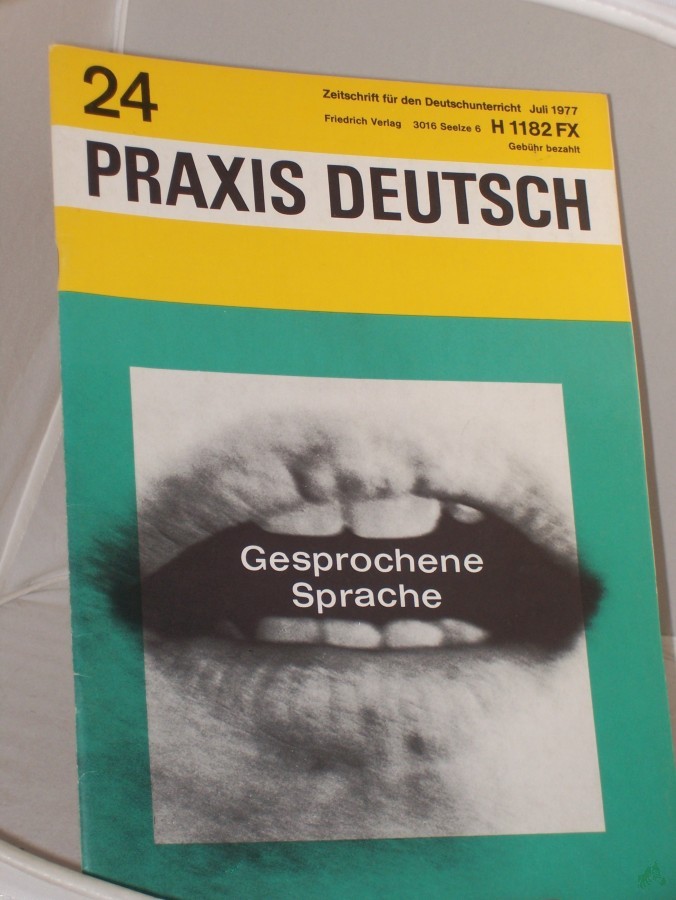 24
Zeitschrift für den Deutschunterricht Juli 1977
Friedrich Verlag 3016 Seelze 6 H 1182 FX
Gebühr bezahlt
PRAXIS DEUTSCH
Gesprochene
Sprache